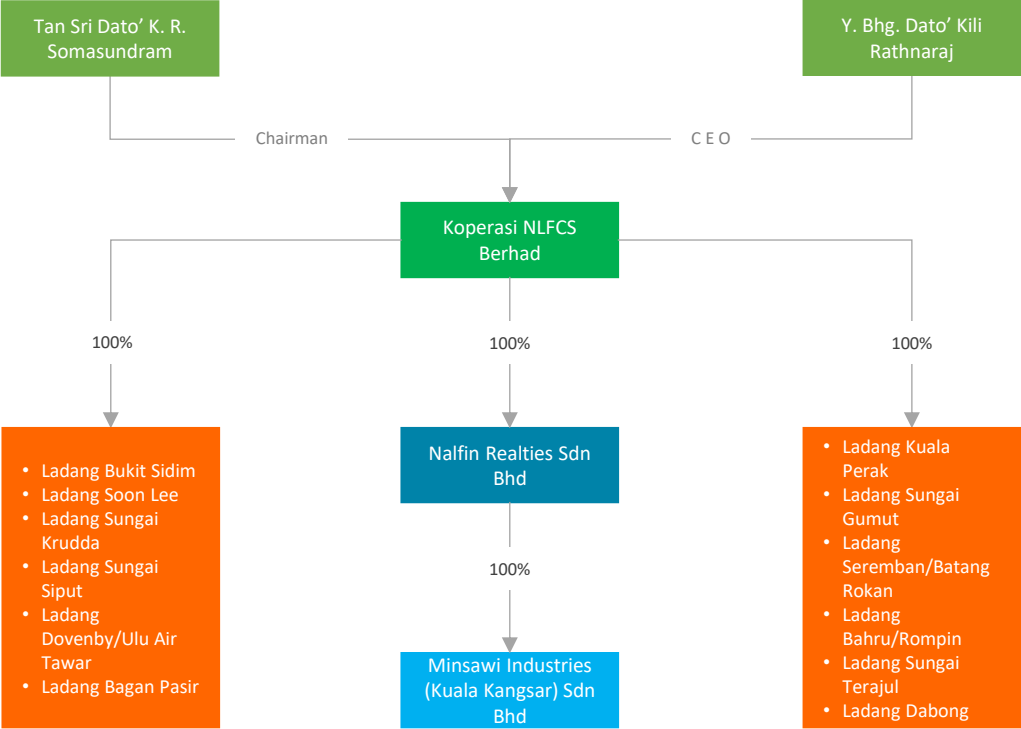 Tan Sri Dato’ K. R.
Somasundram
Y. Bhg. Dato’ Kili
Rathnaraj
Chairman
C E O
Koperasi NLFCS
Berhad
100%
100%
100%
• Ladang Bukit Sidim
• Ladang Soon Lee
• Ladang Sungai
Krudda
• Ladang Sungai
Siput
• Ladang
Dovenby/Ulu Air
Tawar
• Ladang Bagan Pasir
Nalfin Realties Sdn
Bhd
100%
Minsawi Industries
(Kuala Kangsar) Sdn
Bhd
• Ladang Kuala
Perak
• Ladang Sungai
Gumut
• Ladang
Seremban/Batang
Rokan
• Ladang
Bahru/Rompin
• Ladang Sungai
Terajul
• Ladang Dabong